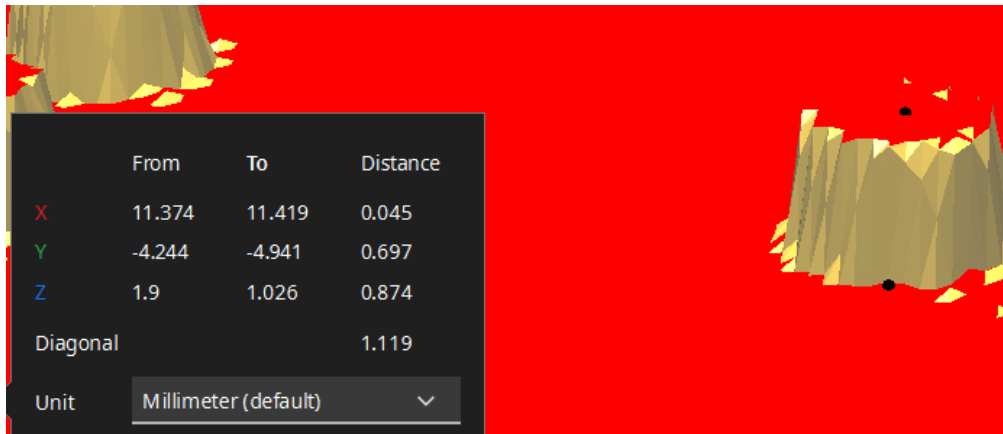 From To Distance
X 11.374 11.419 0.045
Y -4.244 -4.941 0.697
Z 1.9 1.026 0.874
Diagonal 1.119
Unit Millimeter (default)